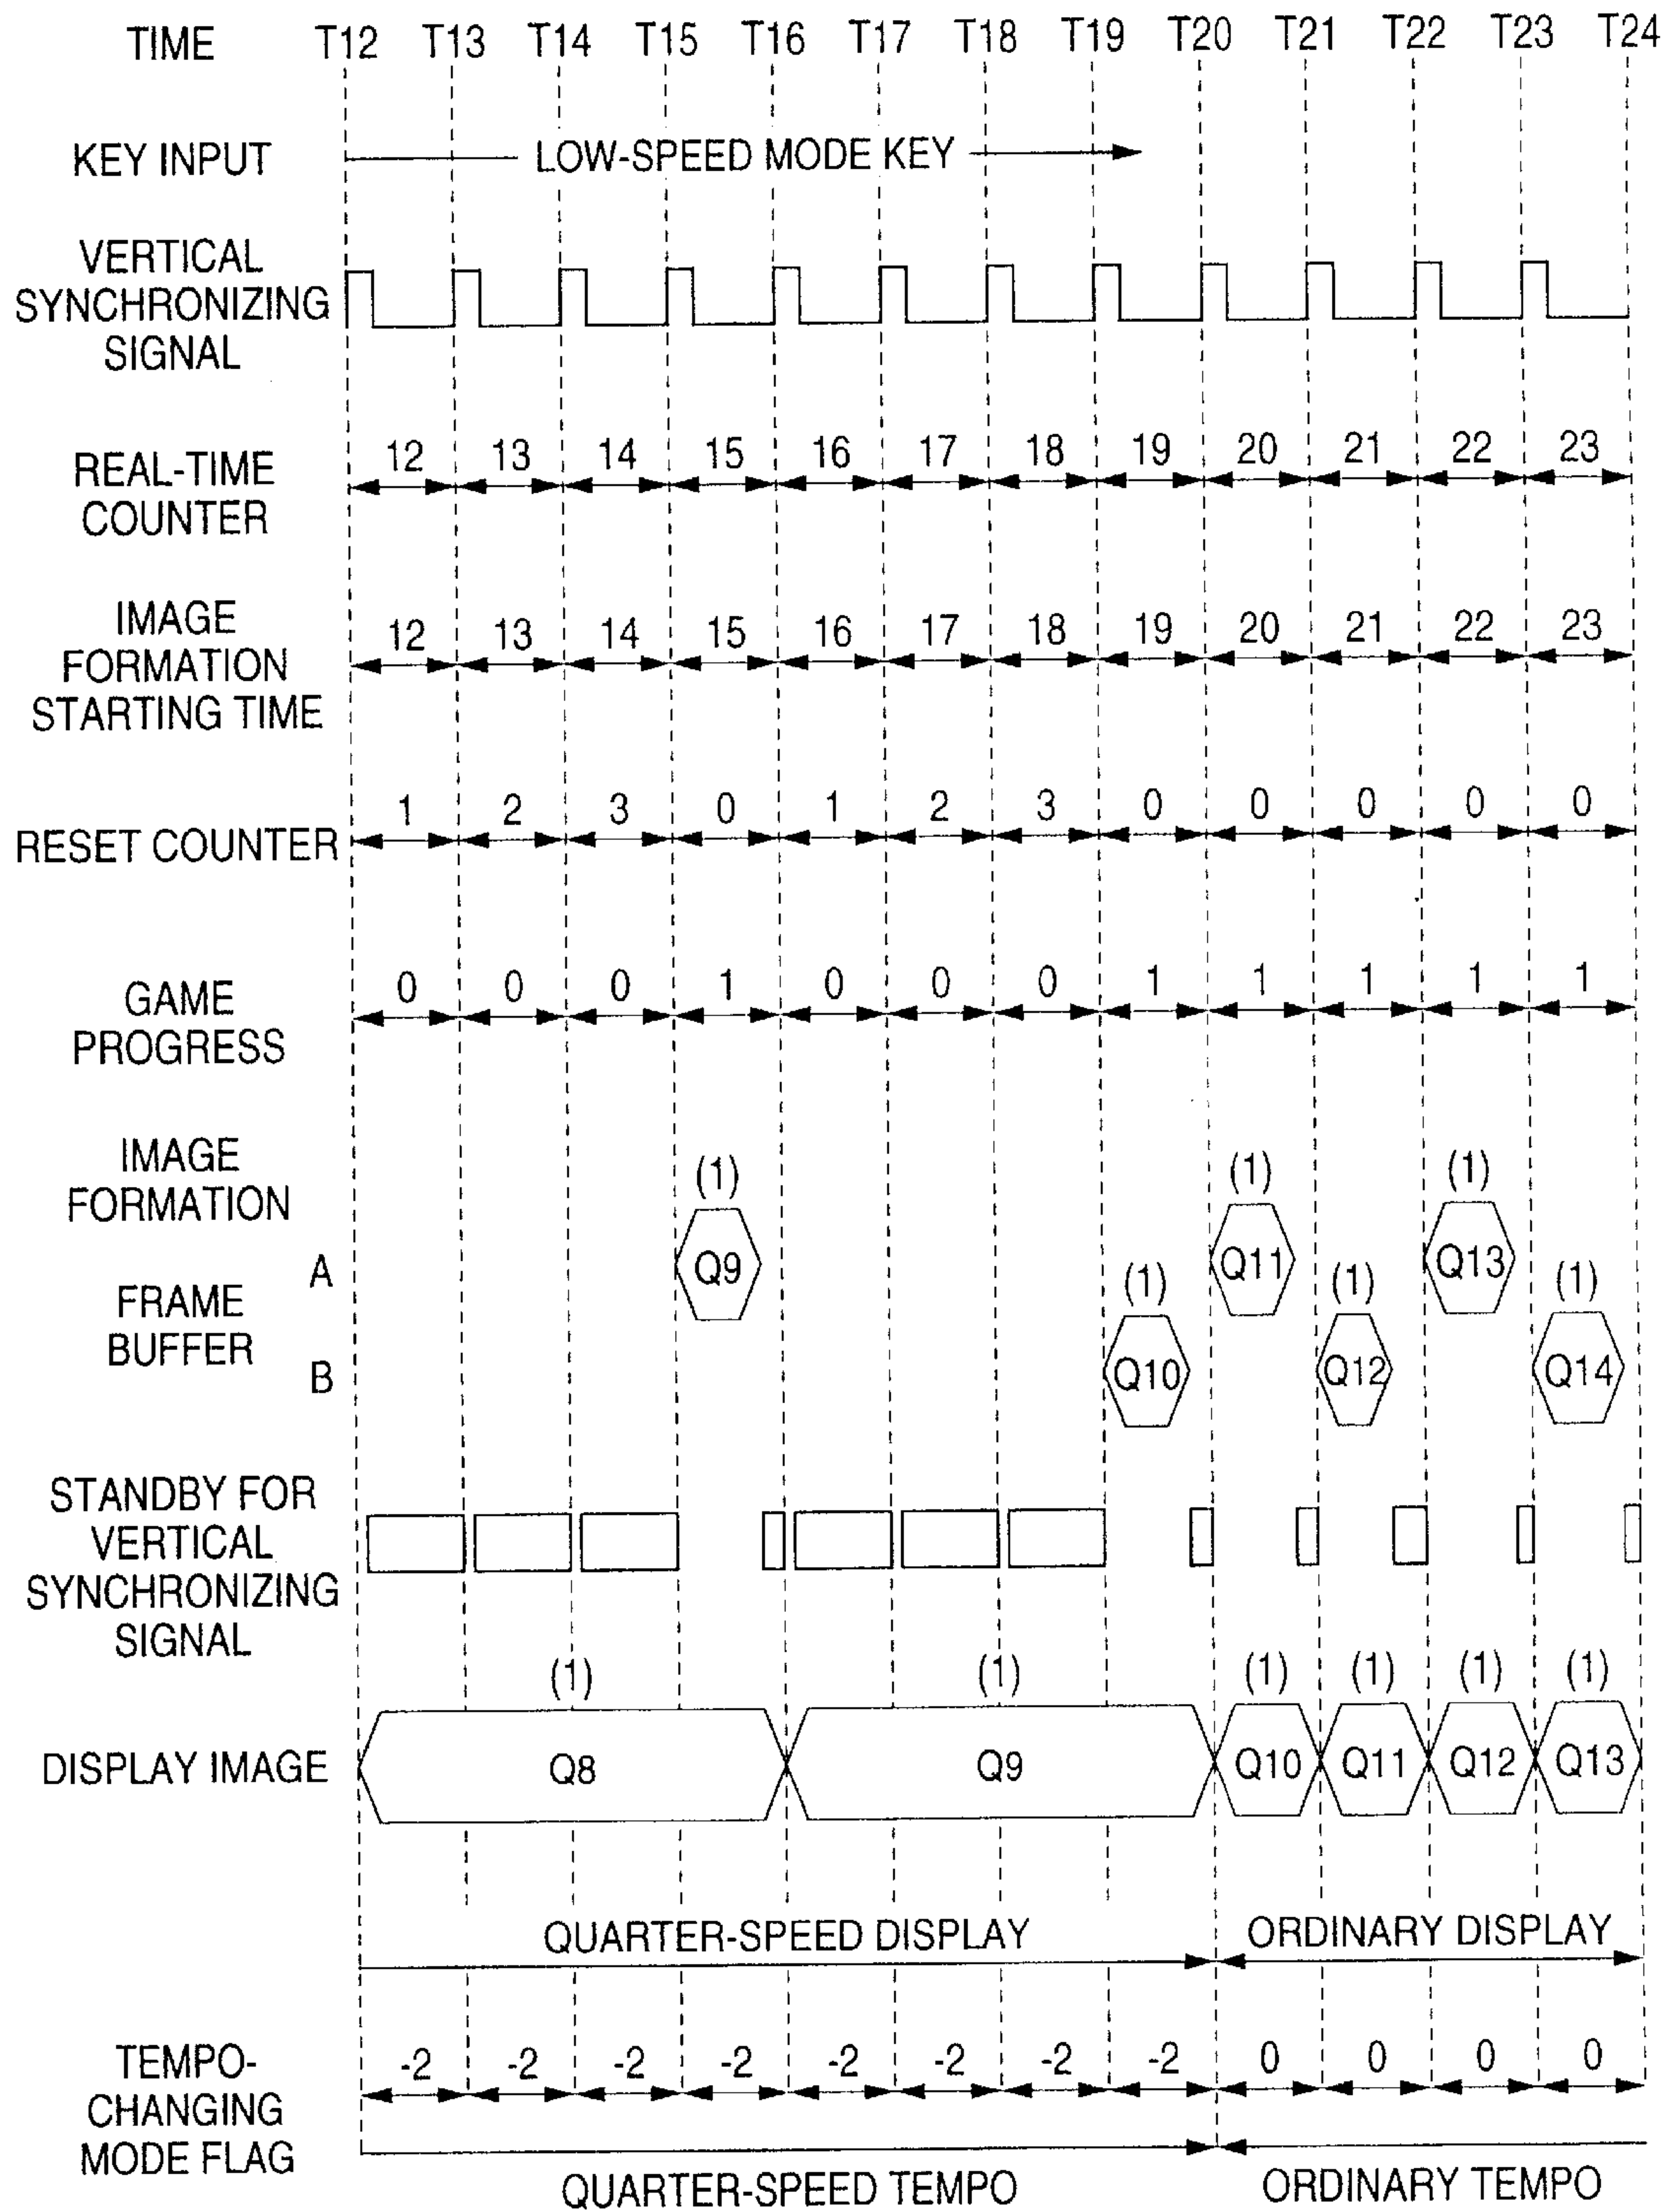 TIME T12 T13 T14 T15 T16 T17 T18 T19 T20 T21 T22 T23 T24
KEY INPUT LOW-SPEED MODE KEY
VERTICAL
SYNCHRONIZING
SIGNAL
12 13 14 15 16 17 18 19 20 21 22 23
REAL-TIME
COUNTER
IMAGE
FORMATION
STARTING TIME
12 13 14 15 16 17 18 19 20 21 22 23
RESET COUNTER
1 2 3 0 1 2 3 0 0 0 0 0
GAME
PROGRESS
0 0 0 1 0 0 0 1 1 1 1 1
IMAGE
FORMATION
(1) (1) (1)
A Q9 Q11 Q13
FRAME
BUFFER
(1) (1) (1)
B Q10 Q12 Q14
STANDBY FOR
VERTICAL
SYNCHRONIZING
SIGNAL
(1) (1) (1) (1) (1) (1)
DISPLAY IMAGE Q8 Q9 Q10 Q11 Q12 Q13
QUARTER-SPEED DISPLAY ORDINARY DISPLAY
TEMPO-
CHANGING
MODE FLAG
-2 -2 -2 -2 -2 -2 -2 -2 0 0 0 0
QUARTER-SPEED TEMPO ORDINARY TEMPO